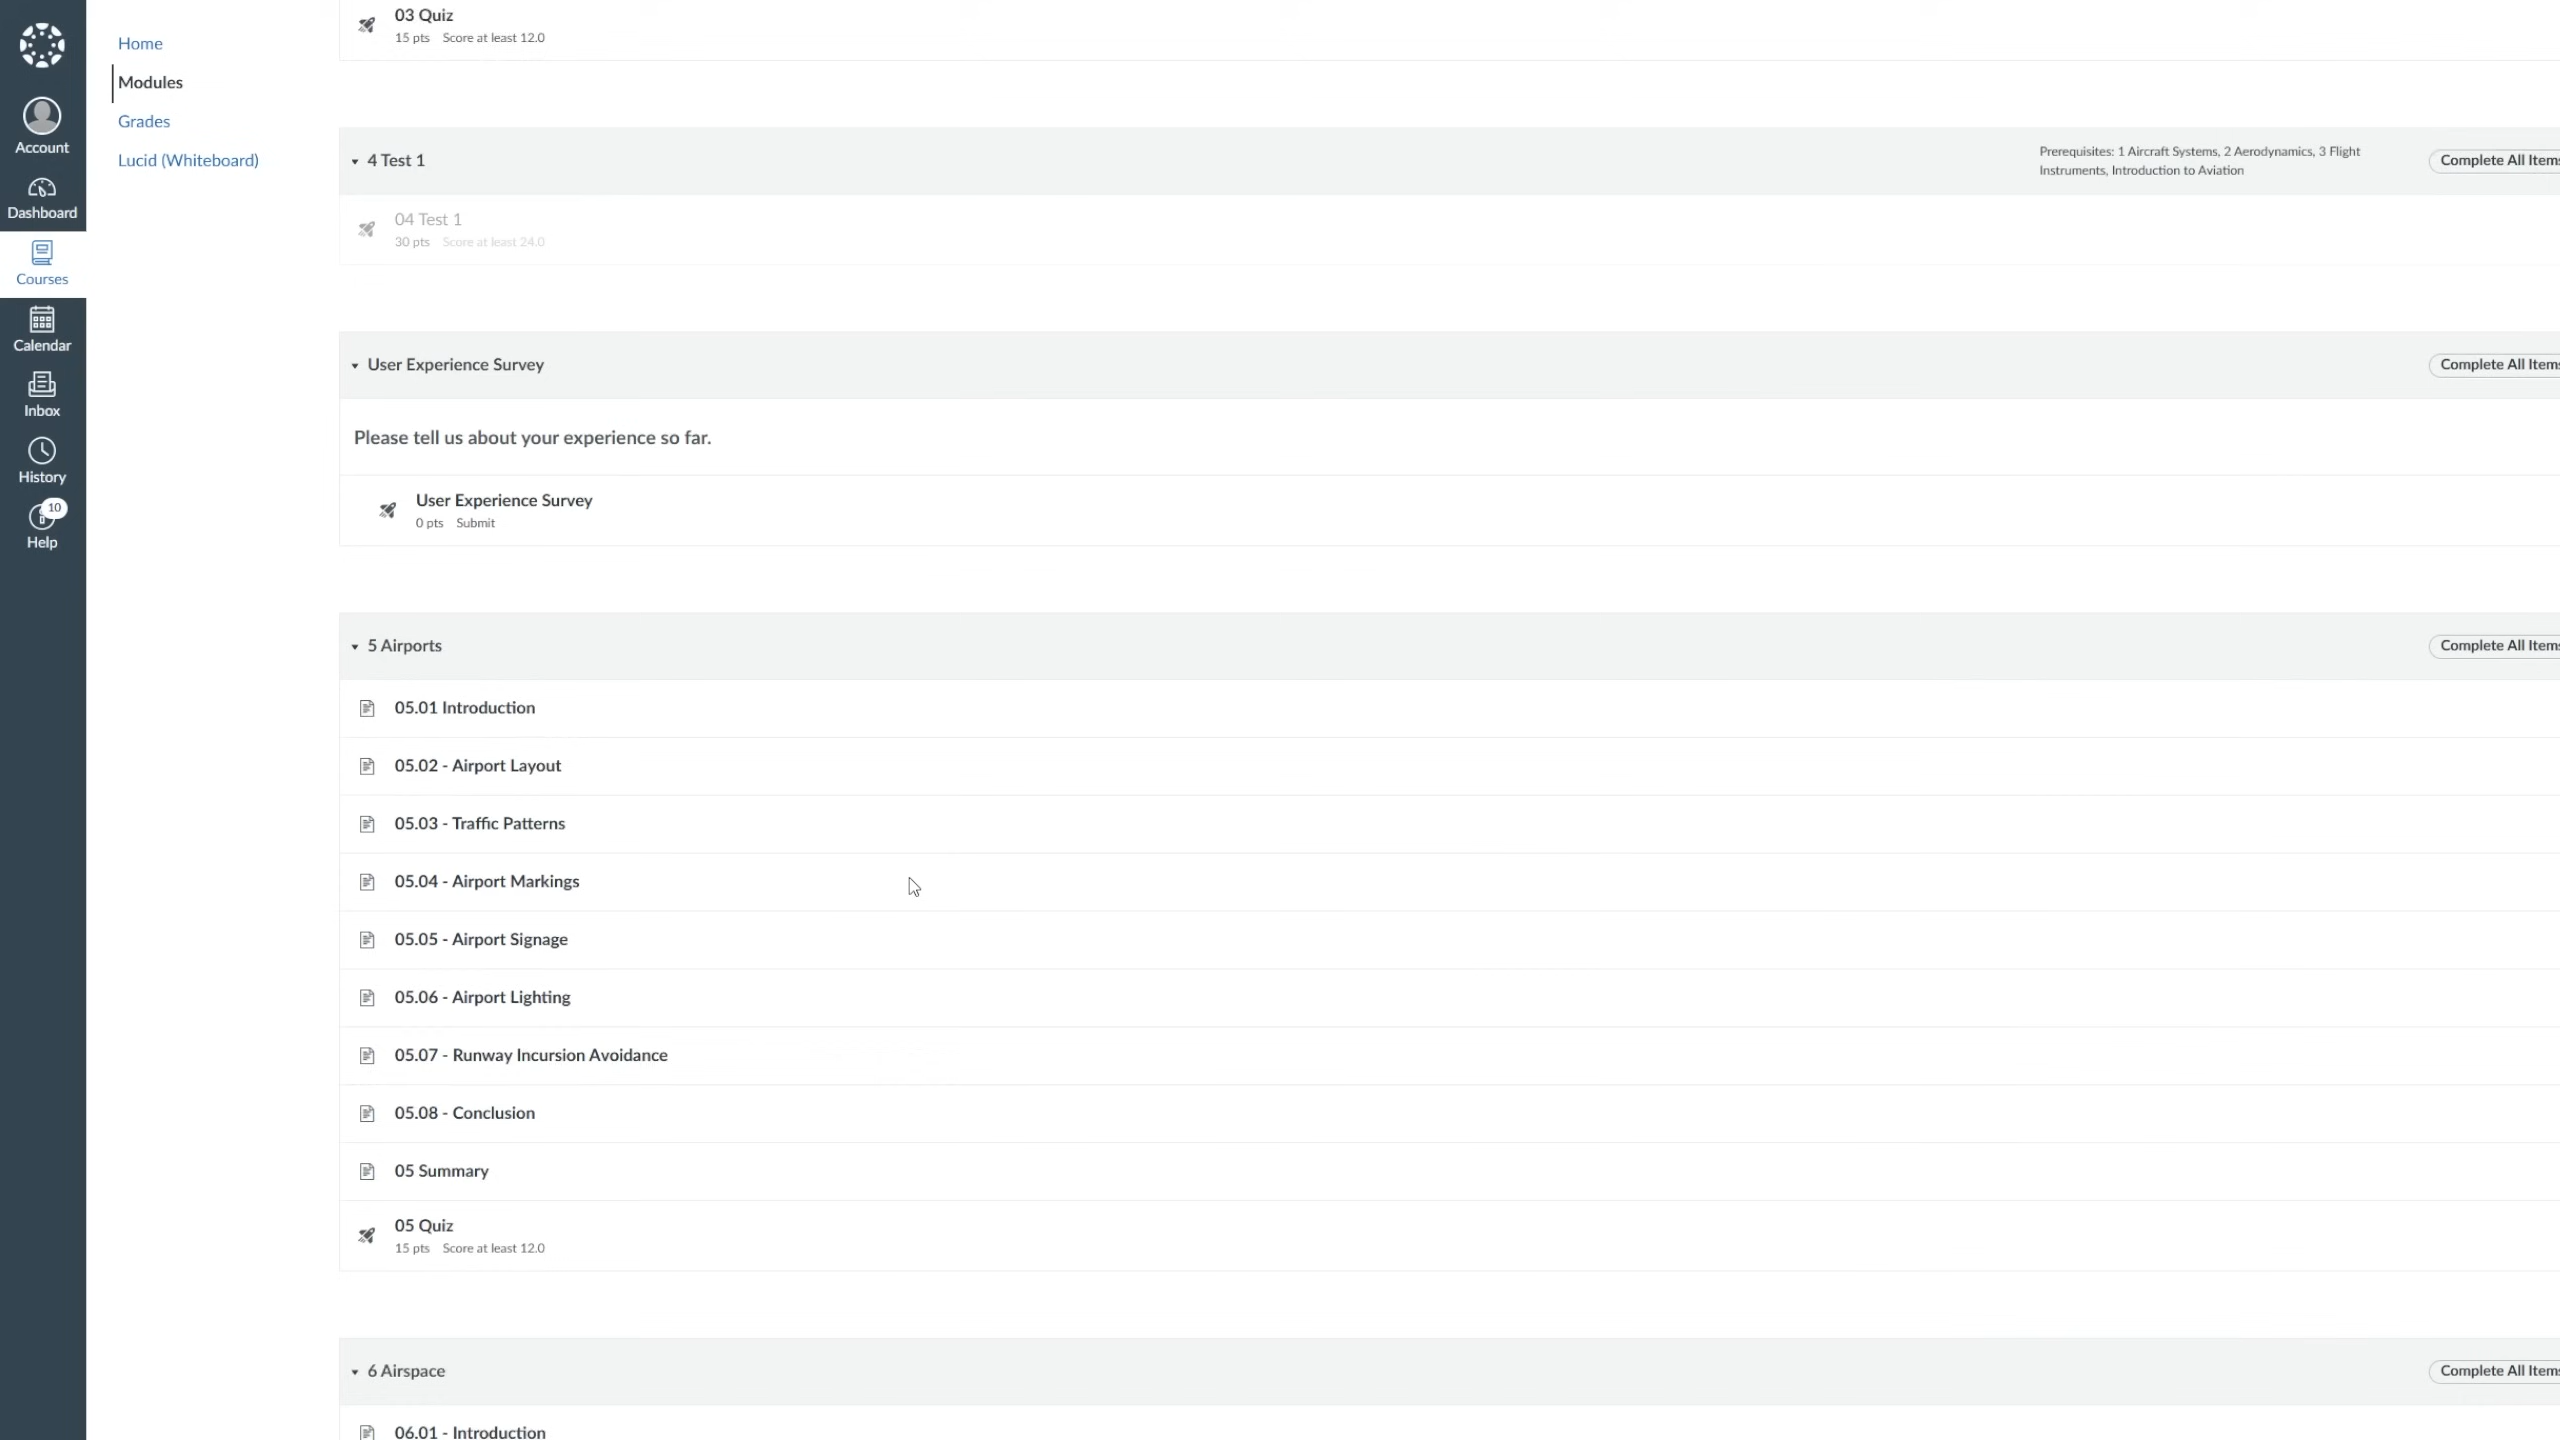 Home
Modules
Grades
Lucid (Whiteboard)
Account
Dashboard
Courses
Calendar
Inbox
History
10
Help
03 Quiz
15 pts Score at least 12.0
4 Test 1
Prerequisites: 1 Aircraft Systems, 2 Aerodynamics, 3 Flight
Instruments, Introduction to Aviation
Complete All Items
04 Test 1
30 pts Score at least 24.0
User Experience Survey
Complete All Items
Please tell us about your experience so far.
User Experience Survey
0 pts Submit
5 Airports
Complete All Items
05.01 Introduction
05.02 - Airport Layout
05.03 - Traffic Patterns
05.04 - Airport Markings
05.05 - Airport Signage
05.06 - Airport Lighting
05.07 - Runway Incursion Avoidance
05.08 - Conclusion
05 Summary
05 Quiz
15 pts Score at least 12.0
6 Airspace
Complete All Items
06.01 - Introduction